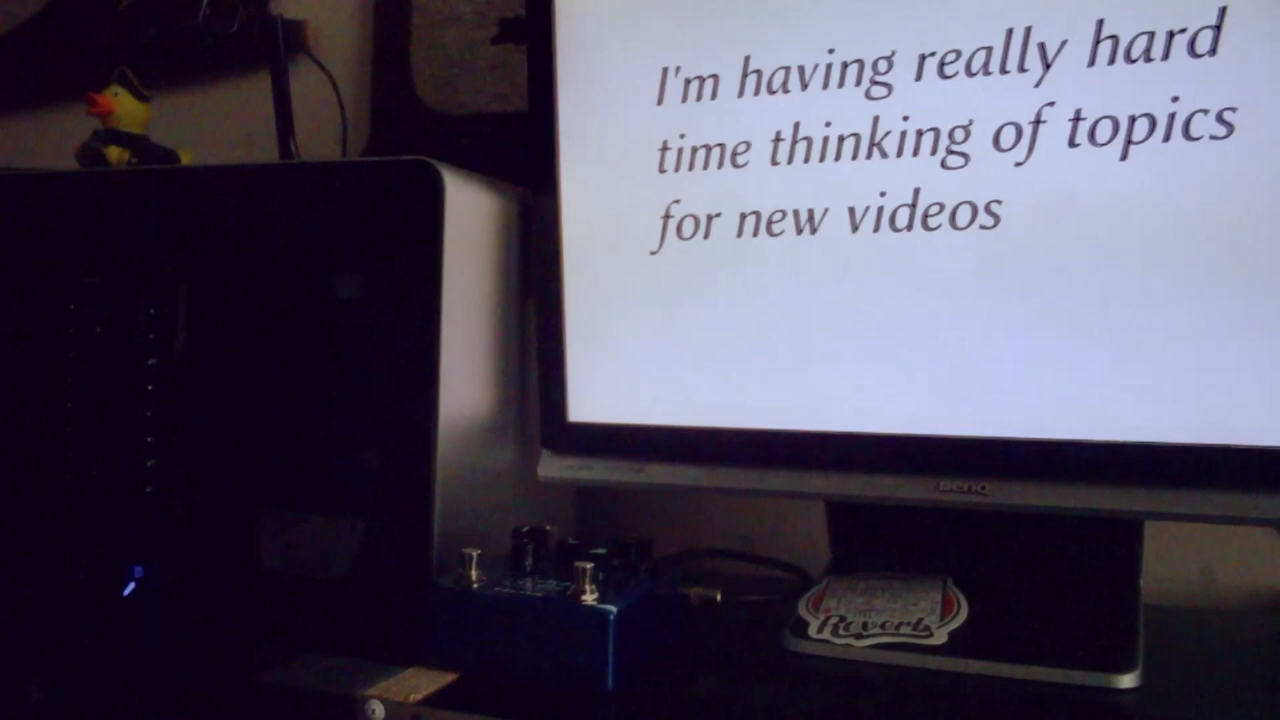 I'm having really hard
time thinking of topics
for new videos
BenQ
Reverb